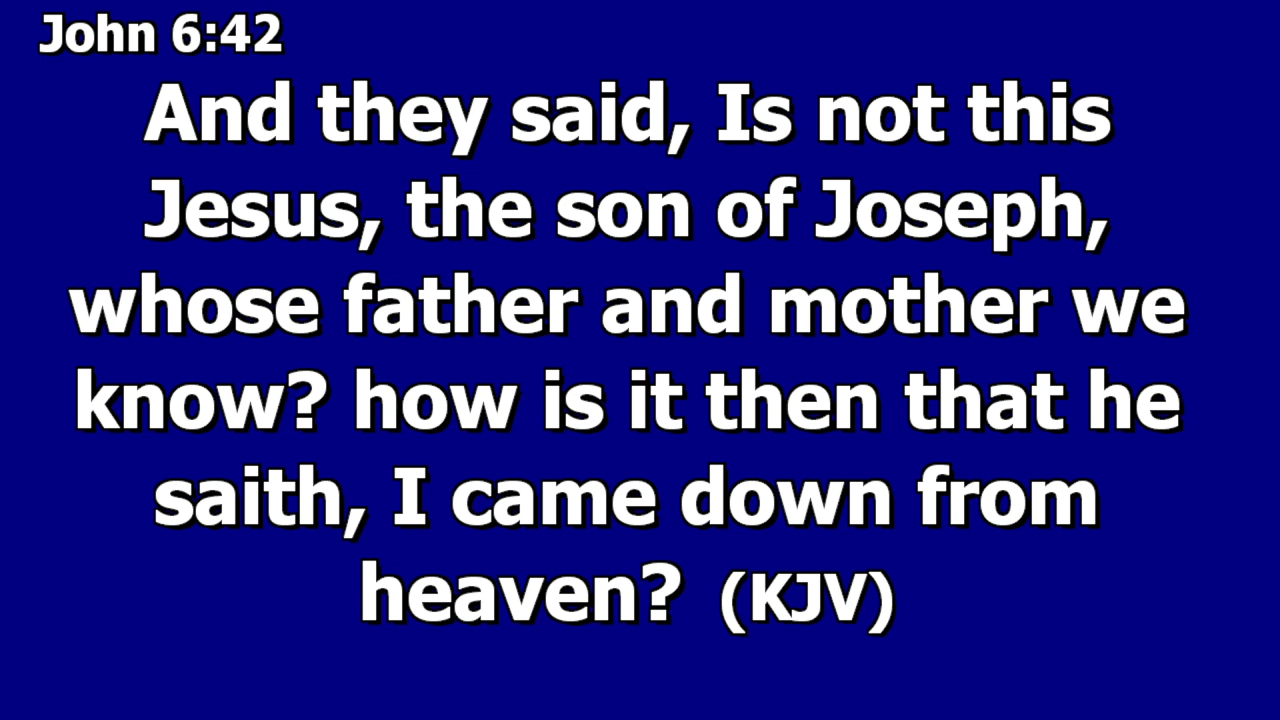 John 6:42
And they said, Is not this
Jesus, the son of Joseph,
whose father and mother we
know? how is it then that he
saith, I came down from
heaven? (KJV)